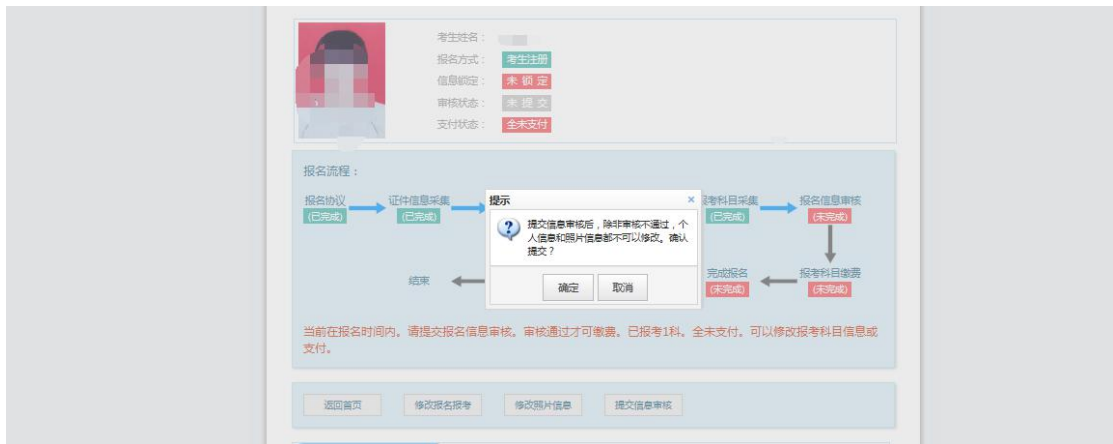 考生姓名：
报名方式： 考生注册
信息锁定： 未 锁 定
审核状态： 未 提 交
支付状态： 全未支付
报名流程：
报名协议 证件信息采集 报考科目采集 报名信息审核
(已完成) (已完成) (已完成) (未完成)
提示 ×
提交信息审核后，除非审核不通过，个
人信息和照片信息都不可以修改。确认
提交？
确定 取消
结束 完成报名 报考科目缴费
(未完成) (未完成)
当前在报名时间内。请提交报名信息审核。审核通过才可缴费。已报考1科。全未支付。可以修改报考科目信息或
支付。
返回首页 修改报名报考 修改照片信息 提交信息审核